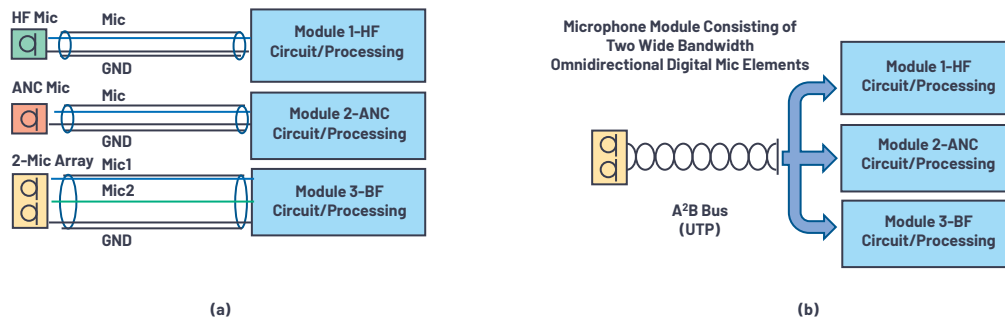 HF Mic
Mic
GND
Module 1-HF
Circuit/Processing
ANC Mic
Mic
GND
Module 2-ANC
Circuit/Processing
2-Mic Array
Mic1
Mic2
GND
Module 3-BF
Circuit/Processing
(a)
Microphone Module Consisting of
Two Wide Bandwidth
Omnidirectional Digital Mic Elements
A²B Bus
(UTP)
Module 1-HF
Circuit/Processing
Module 2-ANC
Circuit/Processing
Module 3-BF
Circuit/Processing
(b)